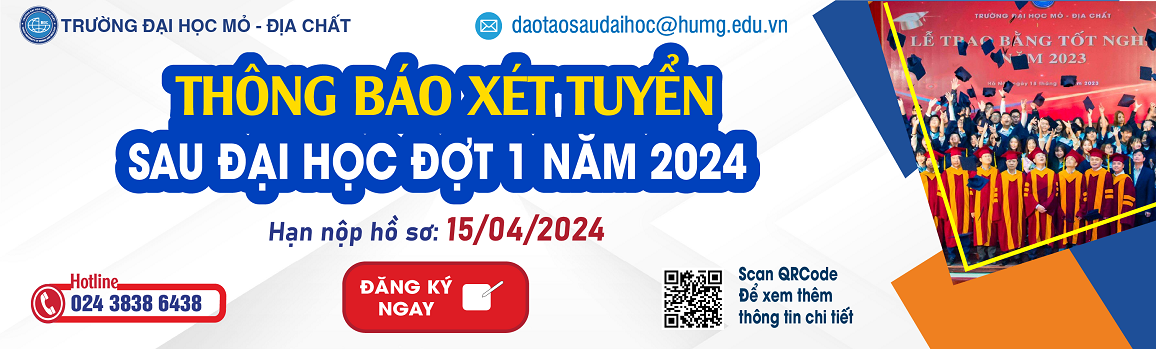 TRƯỜNG ĐẠI HỌC MỎ - ĐỊA CHẤT
daotaosaudaihoc@humg.edu.vn
THÔNG BÁO XÉT TUYỂN
SAU ĐẠI HỌC ĐỢT 1 NĂM 2024
Hạn nộp hồ sơ: 15/04/2024
Hotline
024 3838 6438
ĐĂNG KÝ
NGAY
Scan QRCode
Để xem thêm
thông tin chi tiết
TRƯỜNG ĐẠI HỌC MỎ - ĐỊA CHẤT
LỄ TRAO BẰNG TỐT NGH
NĂM 2023